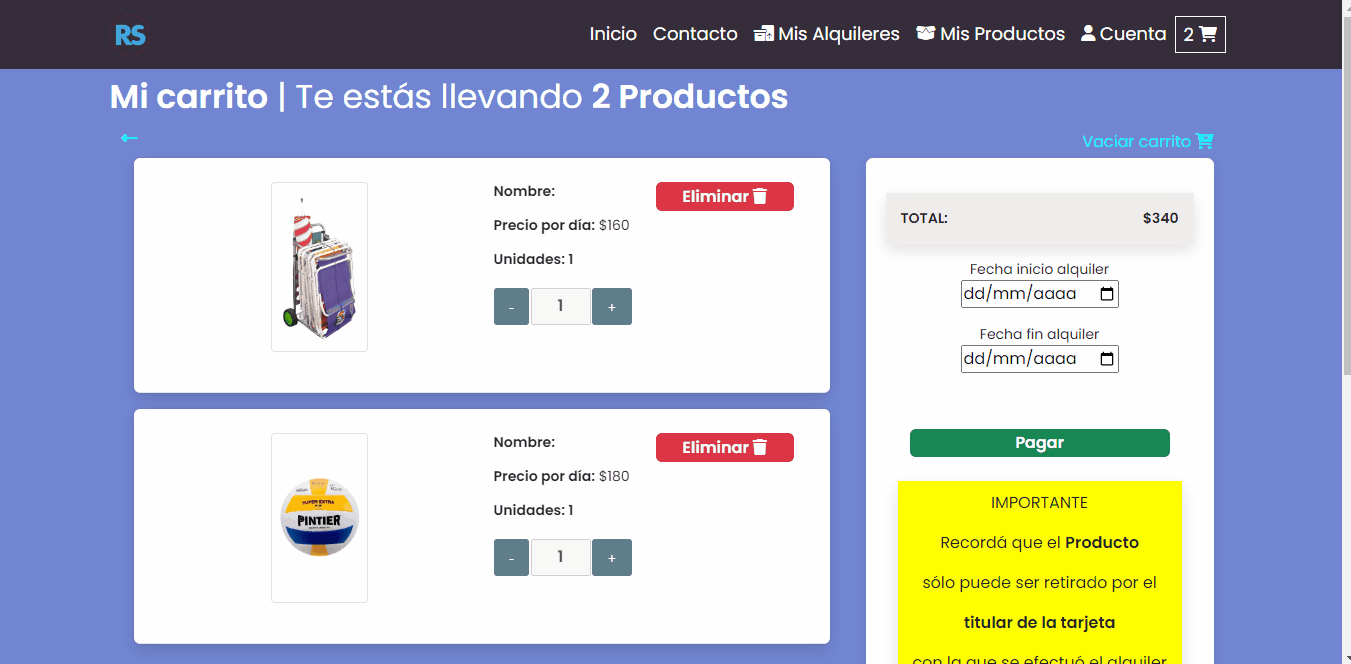 RS
Inicio Contacto Mis Alquileres Mis Productos Cuenta 2
Mi carrito | Te estás llevando 2 Productos
Vaciar carrito
Nombre:
Eliminar
Precio por día: $160
Unidades: 1
- 1 +
Nombre:
Eliminar
Precio por día: $180
Unidades: 1
SUPER EXTRA
PINTIER
- 1 +
TOTAL: $340
Fecha inicio alquiler
dd/mm/aaaa
Fecha fin alquiler
dd/mm/aaaa
Pagar
IMPORTANTE
Recordá que el Producto
sólo puede ser retirado por el
titular de la tarjeta
con la que se efectuó el alquiler